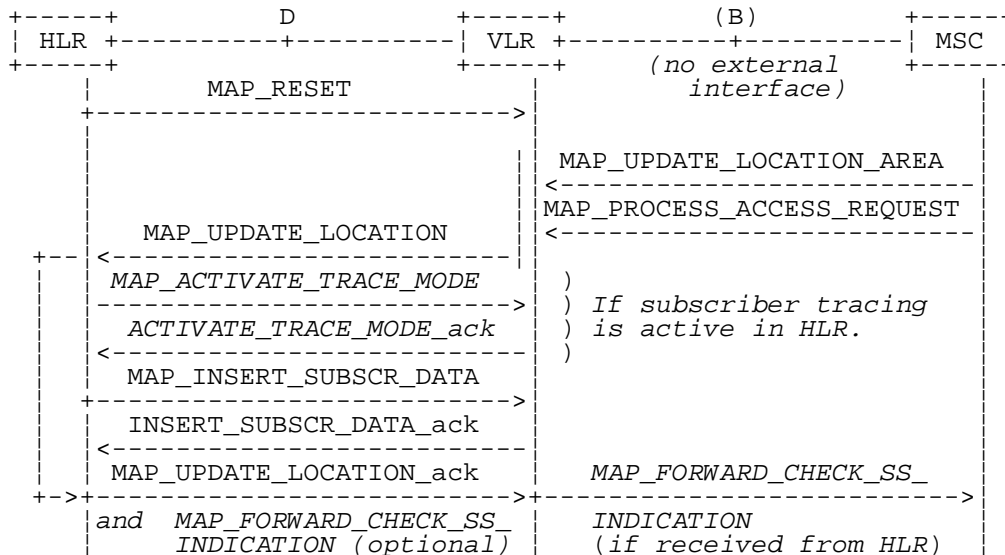 D (B)
HLR VLR MSC
(no external
MAP_RESET interface)
MAP_UPDATE_LOCATION_AREA
MAP_PROCESS_ACCESS_REQUEST
MAP_UPDATE_LOCATION
MAP_ACTIVATE_TRACE_MODE )
) If subscriber tracing
ACTIVATE_TRACE_MODE_ack ) is active in HLR.
)
MAP_INSERT_SUBSCR_DATA
INSERT_SUBSCR_DATA_ack
MAP_UPDATE_LOCATION_ack MAP_FORWARD_CHECK_SS_
and MAP_FORWARD_CHECK_SS_ INDICATION
INDICATION (optional) (if received from HLR)